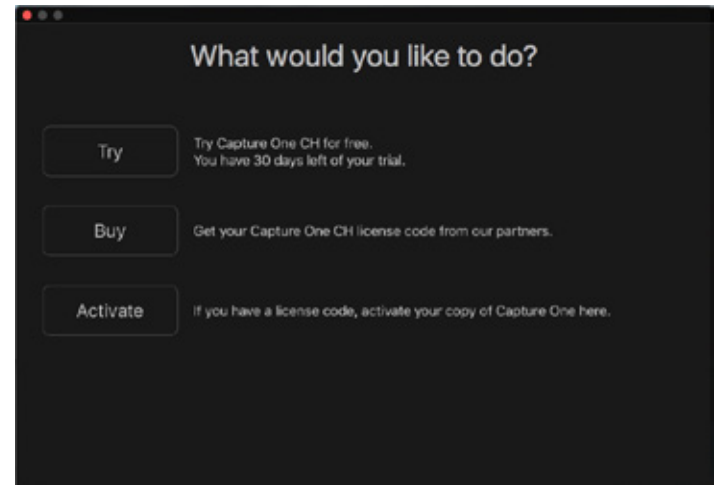 What would you like to do?
Try
Try Capture One CH for free.
You have 30 days left of your trial.
Buy
Get your Capture One CH license code from our partners.
Activate
If you have a license code, activate your copy of Capture One here.